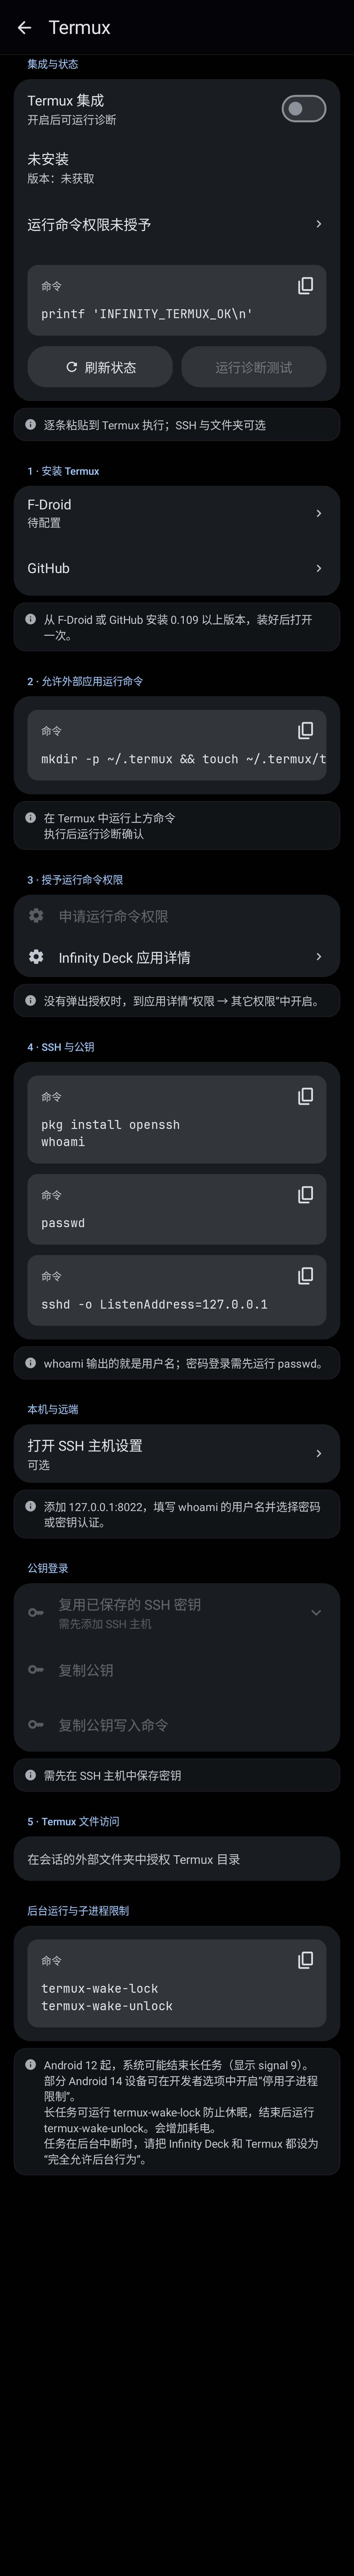 Termux
集成与状态
Termux 集成
开启后可运行诊断
未安装
版本：未获取
运行命令权限未授予
命令
printf 'INFINITY_TERMUX_OK\n'
刷新状态
运行诊断测试
逐条粘贴到 Termux 执行；SSH 与文件夹可选
1 · 安装 Termux
F-Droid
待配置
GitHub
从 F-Droid 或 GitHub 安装 0.109 以上版本，装好后打开
一次。
2 · 允许外部应用运行命令
命令
mkdir -p ~/.termux && touch ~/.termux/t
在 Termux 中运行上方命令
执行后运行诊断确认
3 · 授予运行命令权限
申请运行命令权限
Infinity Deck 应用详情
没有弹出授权时，到应用详情“权限 → 其它权限”中开启。
4 · SSH 与公钥
命令
pkg install openssh
whoami
命令
passwd
命令
sshd -o ListenAddress=127.0.0.1
whoami 输出的就是用户名；密码登录需先运行 passwd。
本机与远端
打开 SSH 主机设置
可选
添加 127.0.0.1:8022，填写 whoami 的用户名并选择密码
或密钥认证。
公钥登录
复用已保存的 SSH 密钥
需先添加 SSH 主机
复制公钥
复制公钥写入命令
需先在 SSH 主机中保存密钥
5 · Termux 文件访问
在会话的外部文件夹中授权 Termux 目录
后台运行与子进程限制
命令
termux-wake-lock
termux-wake-unlock
Android 12 起，系统可能结束长任务（显示 signal 9）。
部分 Android 14 设备可在开发者选项中开启“停用子进程
限制”。
长任务可运行 termux-wake-lock 防止休眠，结束后运行
termux-wake-unlock。会增加耗电。
任务在后台中断时，请把 Infinity Deck 和 Termux 都设为
“完全允许后台行为”。